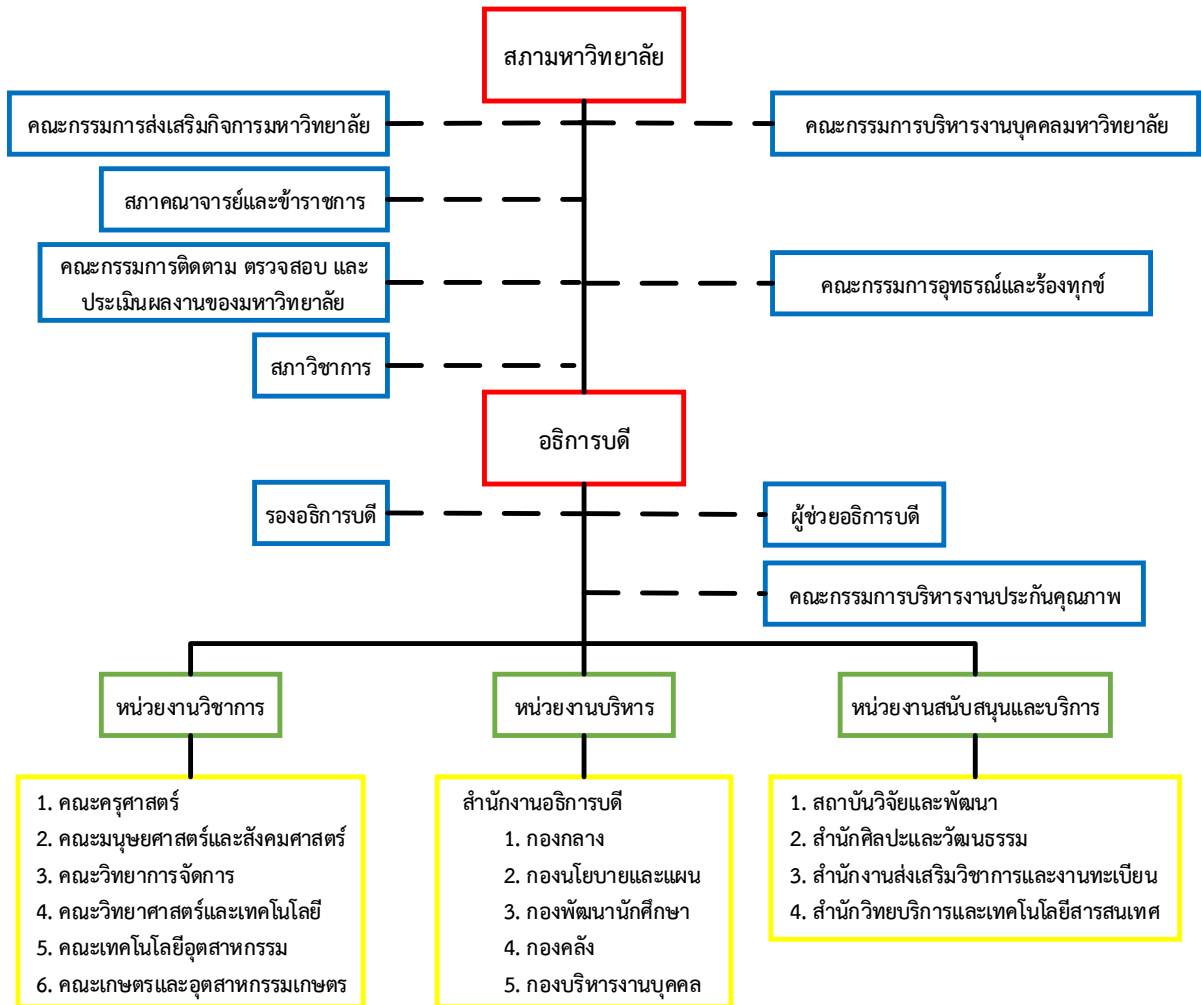 สภามหาวิทยาลัย
คณะกรรมการส่งเสริมกิจการมหาวิทยาลัย
คณะกรรมการบริหารงานบุคคลมหาวิทยาลัย
สภาคณาจารย์และข้าราชการ
คณะกรรมการติดตาม ตรวจสอบ และ
ประเมินผลงานของมหาวิทยาลัย
คณะกรรมการอุทธรณ์และร้องทุกข์
สภาวิชาการ
อธิการบดี
รองอธิการบดี
ผู้ช่วยอธิการบดี
คณะกรรมการบริหารงานประกันคุณภาพ
หน่วยงานวิชาการ
หน่วยงานบริหาร
หน่วยงานสนับสนุนและบริการ
1. คณะครุศาสตร์
2. คณะมนุษยศาสตร์และสังคมศาสตร์
3. คณะวิทยาการจัดการ
4. คณะวิทยาศาสตร์และเทคโนโลยี
5. คณะเทคโนโลยีอุตสาหกรรม
6. คณะเกษตรและอุตสาหกรรมเกษตร
สำนักงานอธิการบดี
1. กองกลาง
2. กองนโยบายและแผน
3. กองพัฒนานักศึกษา
4. กองคลัง
5. กองบริหารงานบุคคล
1. สถาบันวิจัยและพัฒนา
2. สำนักศิลปะและวัฒนธรรม
3. สำนักงานส่งเสริมวิชาการและงานทะเบียน
4. สำนักวิทยบริการและเทคโนโลยีสารสนเทศ